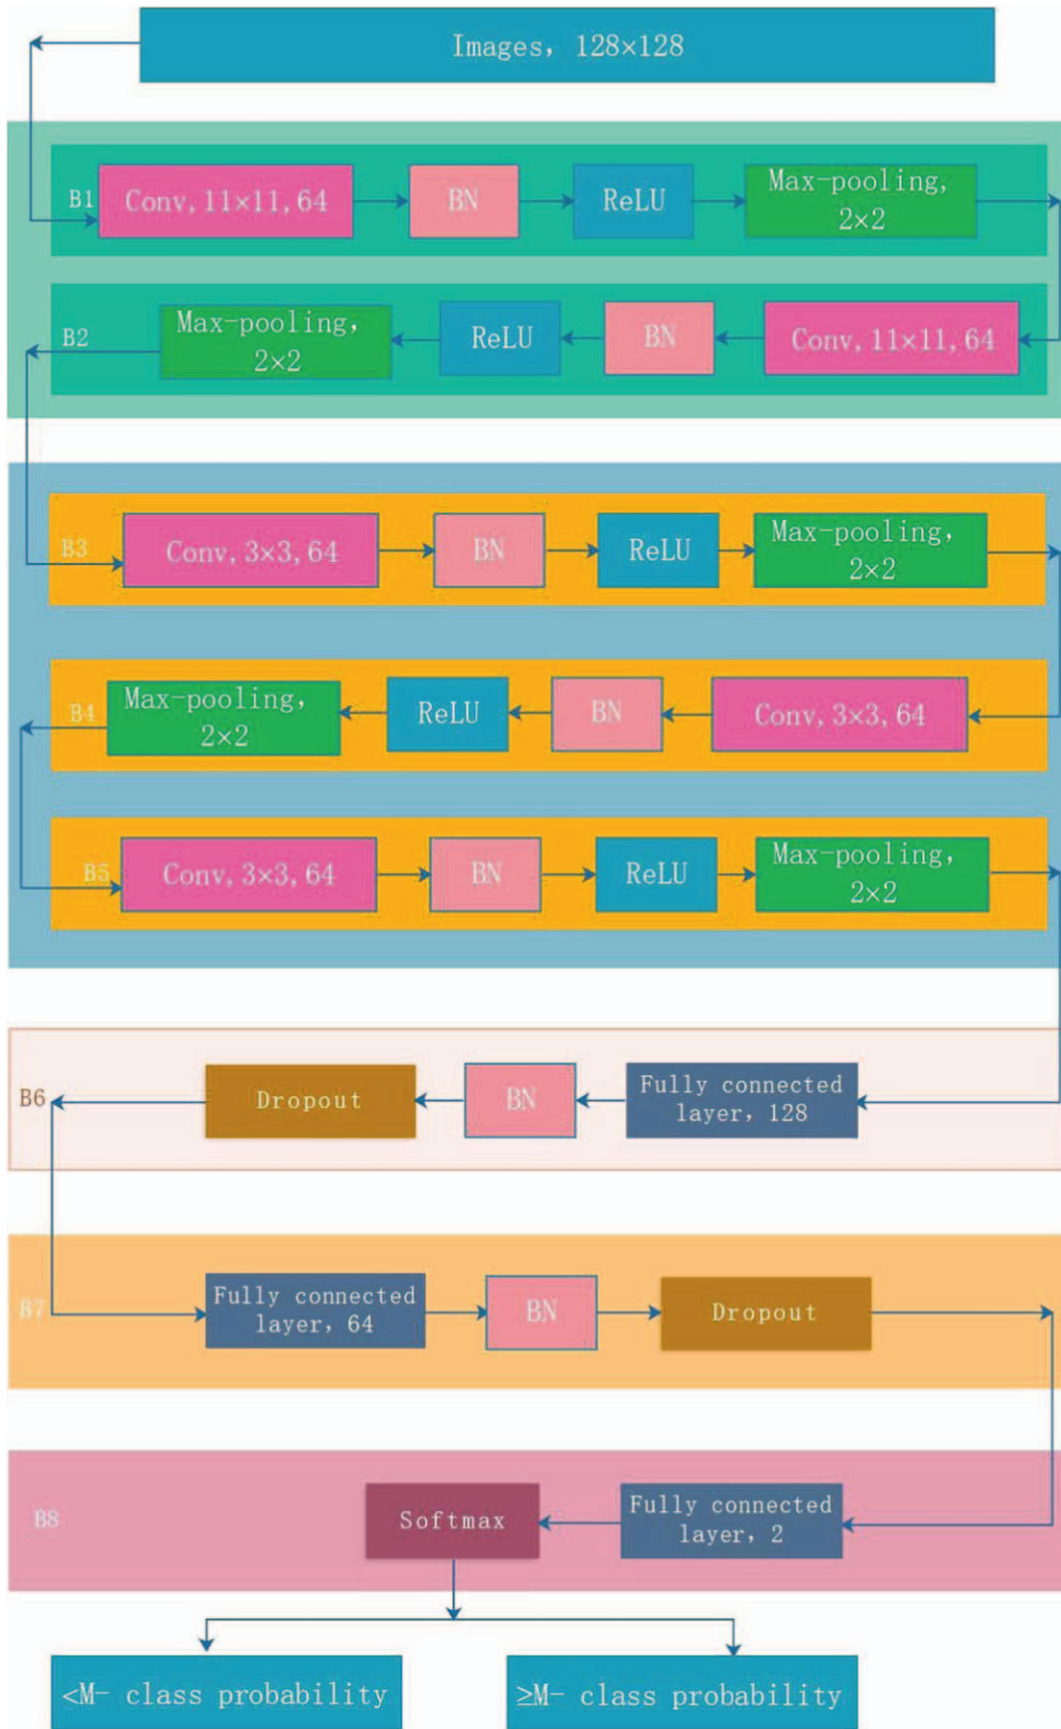 Images, 128×128
B1
Conv, 11×11, 64
BN
ReLU
Max-pooling,
2×2
B2
Max-pooling,
2×2
ReLU
BN
Conv, 11×11, 64
B3
Conv, 3×3, 64
BN
ReLU
Max-pooling,
2×2
B4
Max-pooling,
2×2
ReLU
BN
Conv, 3×3, 64
B5
Conv, 3×3, 64
BN
ReLU
Max-pooling,
2×2
B6
Dropout
BN
Fully connected
layer, 128
B7
Fully connected
layer, 64
BN
Dropout
B8
Softmax
Fully connected
layer, 2
<M- class probability
≥M- class probability